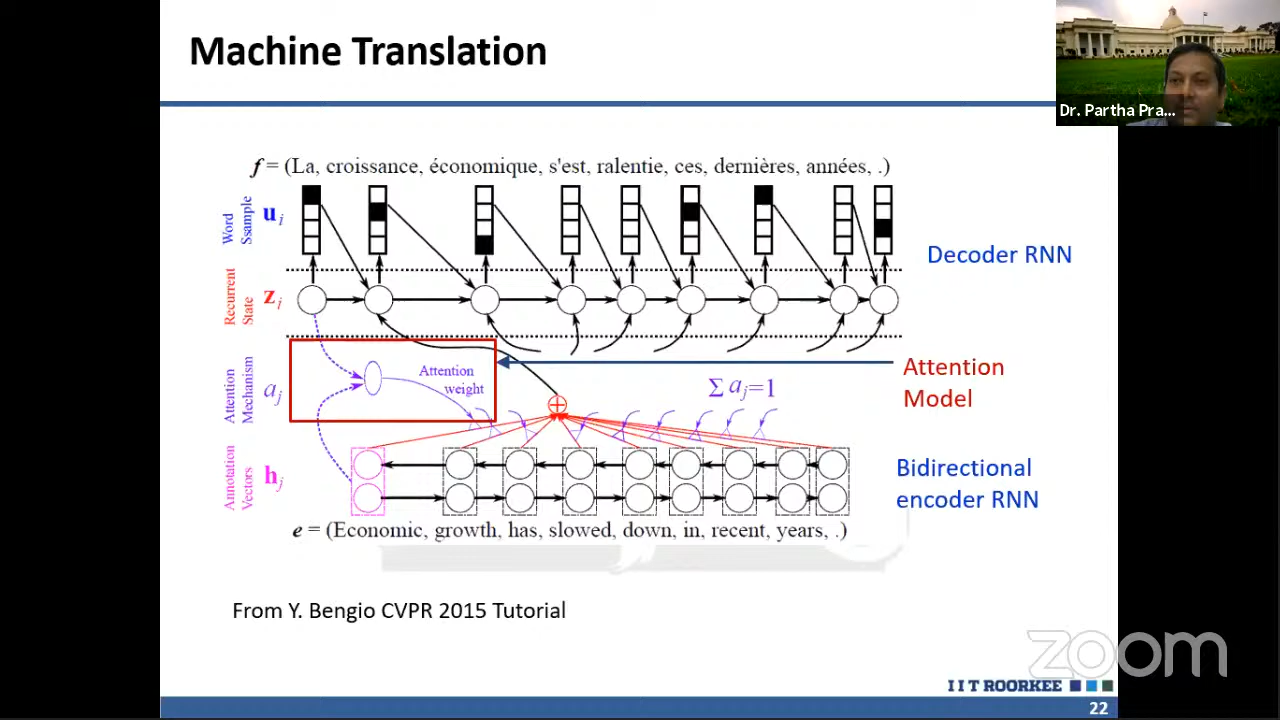 Machine Translation
Dr. Partha Pra...
f = (La, croissance, économique, s'est, ralentie, ces, dernières, années, .)
Word
Ssample
u_i
Decoder RNN
Recurrent
State
z_i
Attention
Mechanism
a_j
Attention
weight
Σ a_j=1
Attention
Model
Annotation
Vectors
h_j
Bidirectional
encoder RNN
e = (Economic, growth, has, slowed, down, in, recent, years, .)
From Y. Bengio CVPR 2015 Tutorial
zoom
I I T ROORKEE
22